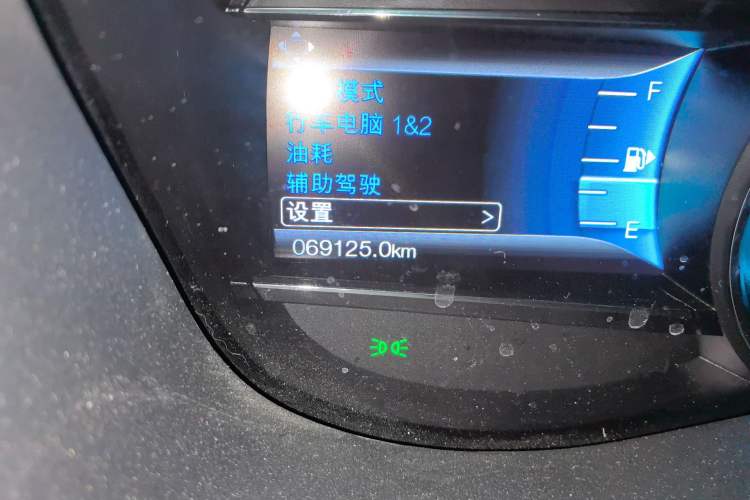 模式
行车电脑 1&2
油耗
辅助驾驶
设置 >
069125.0km
F
E